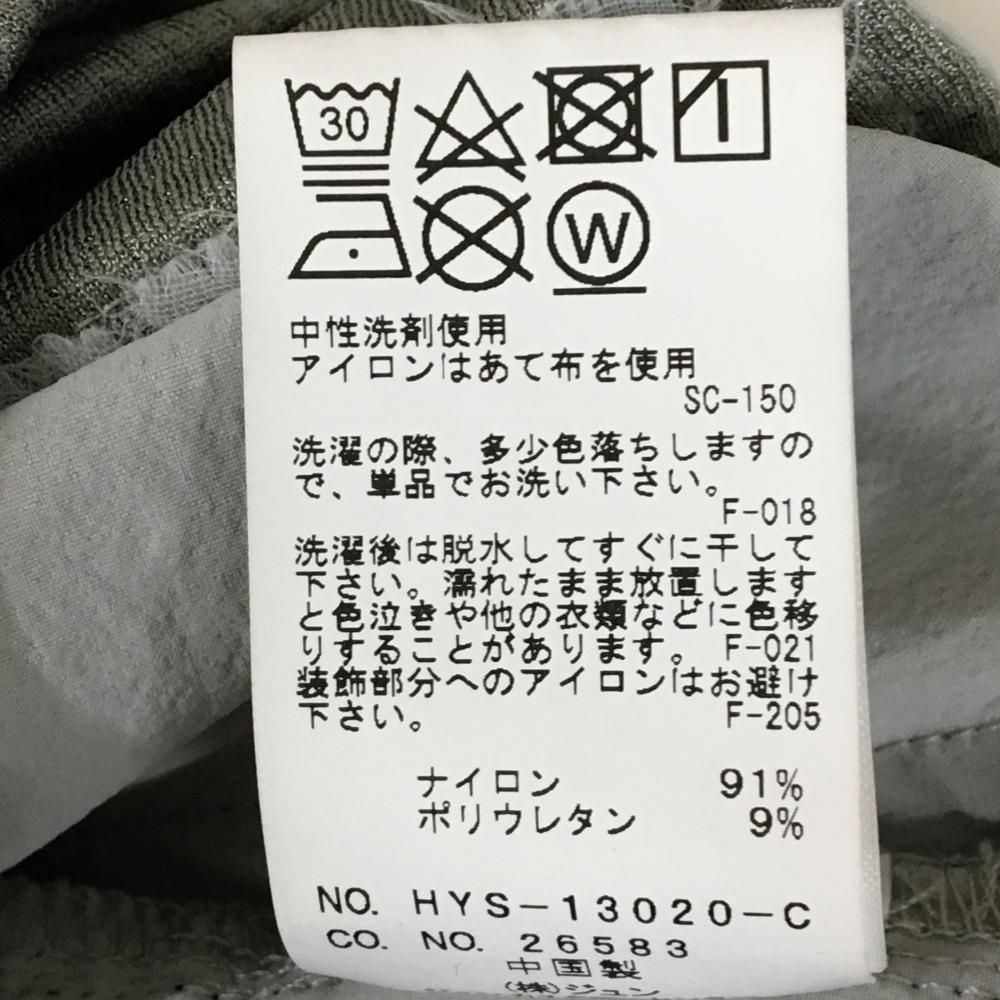 30
W
中性洗剤使用
アイロンはあて布を使用
SC-150
洗濯の際、多少色落ちしますの
で、単品でお洗い下さい。
F-018
洗濯後は脱水してすぐに干して
下さい。濡れたまま放置します
と色泣きや他の衣類などに色移
りすることがあります。 F-021
装飾部分へのアイロンはお避け
下さい。 F-205
ナイロン 91%
ポリウレタン 9%
NO. HYS-13020-C
CO. NO. 26583
中国製
(株)ジュン